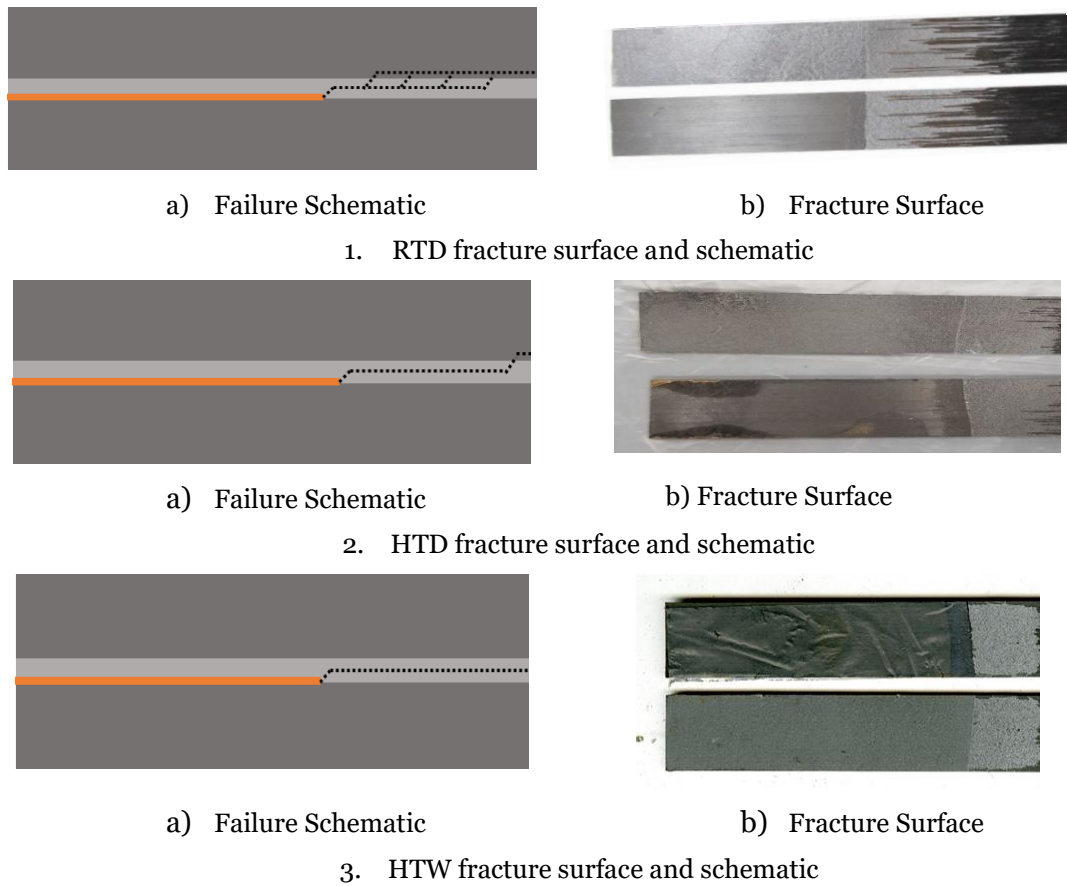 a) Failure Schematic
b) Fracture Surface
1. RTD fracture surface and schematic
a) Failure Schematic
b) Fracture Surface
2. HTD fracture surface and schematic
a) Failure Schematic
b) Fracture Surface
3. HTW fracture surface and schematic